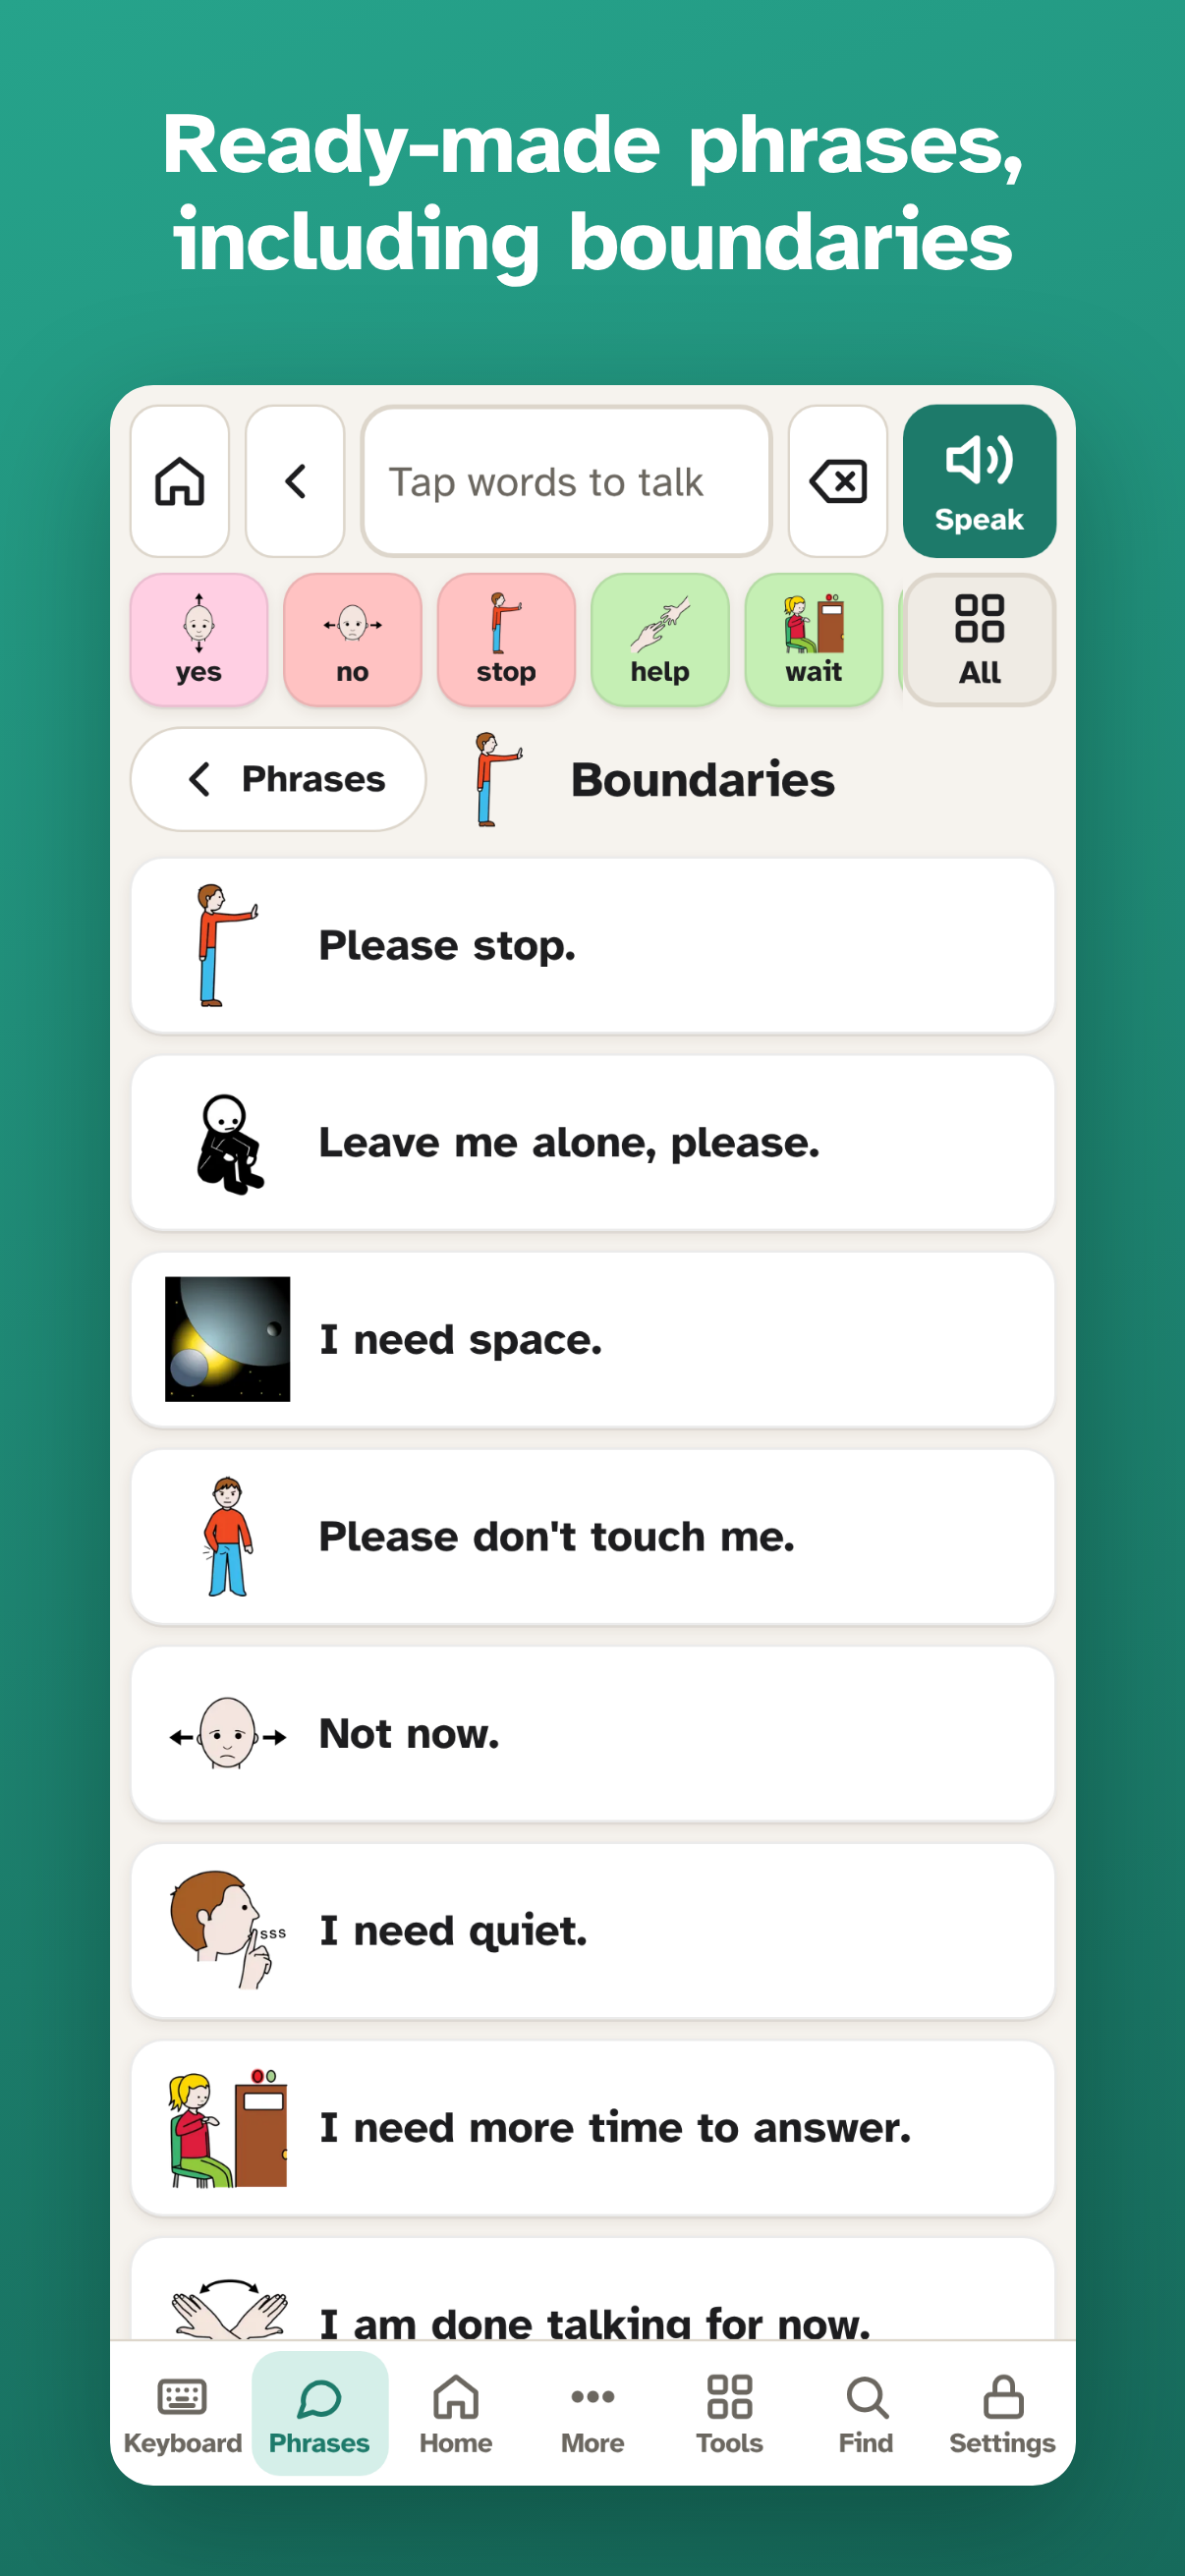 Ready-made phrases,
including boundaries
Tap words to talk
Speak
yes
no
stop
help
wait
All
Phrases
Boundaries
Please stop.
Leave me alone, please.
I need space.
Please don't touch me.
Not now.
sss
I need quiet.
I need more time to answer.
I am done talking for now.
Keyboard
Phrases
Home
More
Tools
Find
Settings